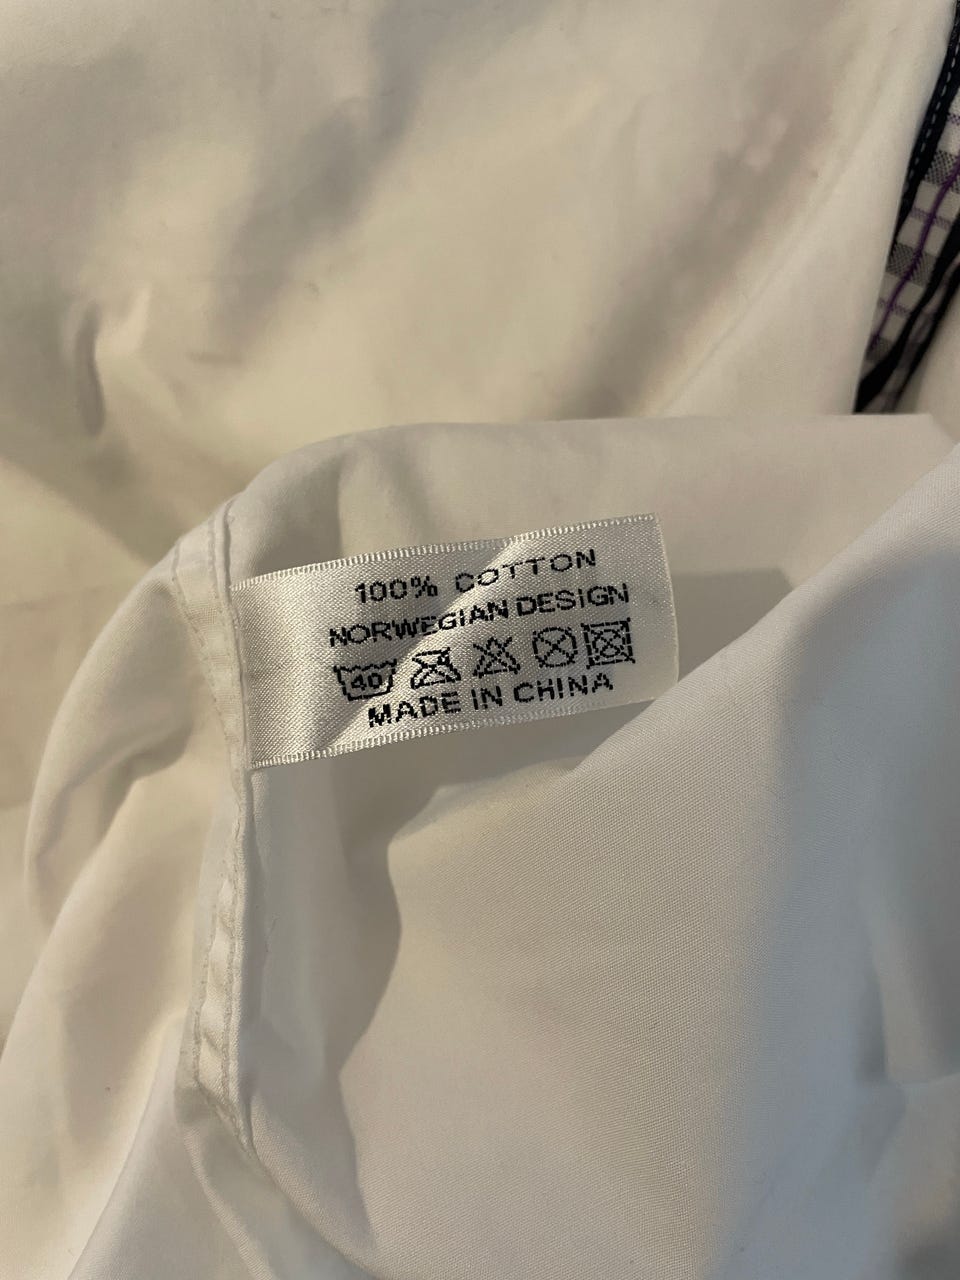 100% COTTON
NORWEGIAN DESIGN
40
MADE IN CHINA